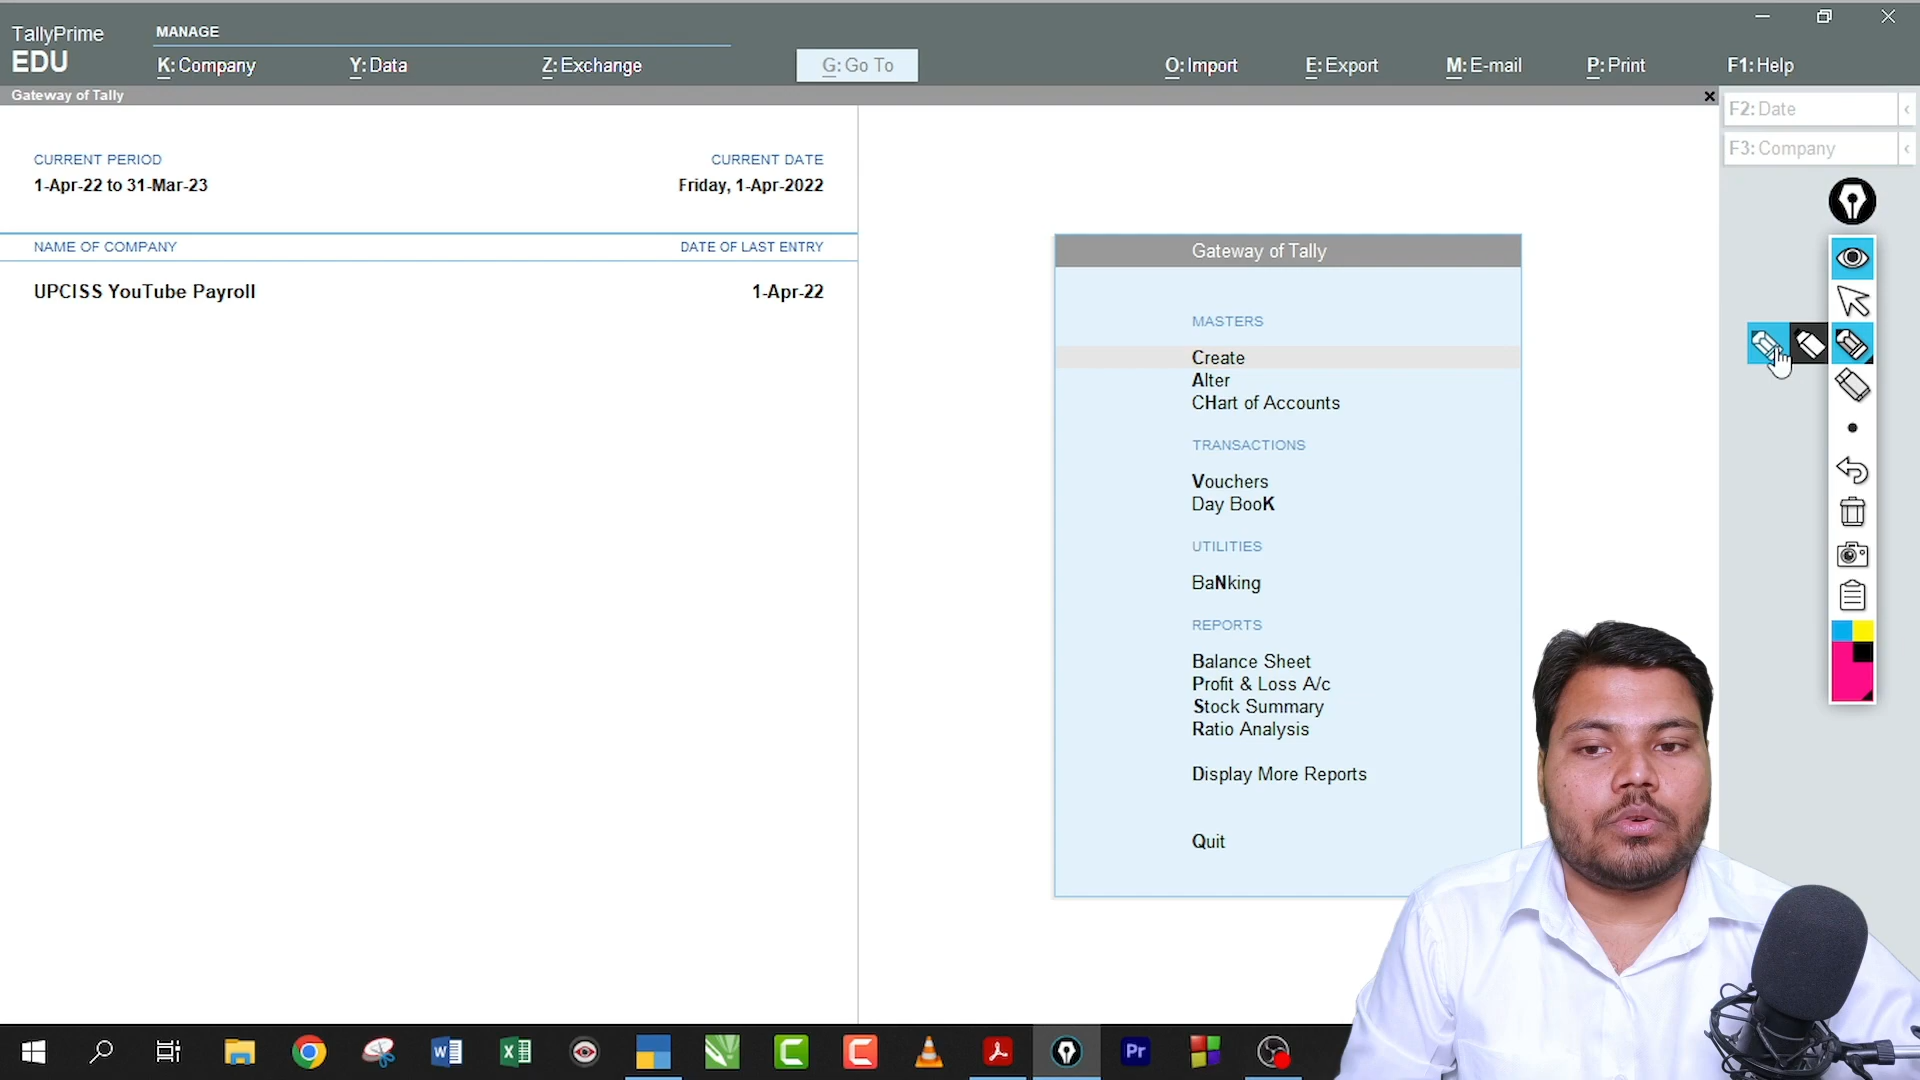 TallyPrime
EDU
MANAGE
K: Company
Y: Data
Z: Exchange
G: Go To
O: Import
E: Export
M: E-mail
P: Print
F1: Help
Gateway of Tally
F2: Date
F3: Company
CURRENT PERIOD
CURRENT DATE
1-Apr-22 to 31-Mar-23
Friday, 1-Apr-2022
NAME OF COMPANY
DATE OF LAST ENTRY
UPCISS YouTube Payroll
1-Apr-22
Gateway of Tally
MASTERS
Create
Alter
CHart of Accounts
TRANSACTIONS
Vouchers
Day BooK
UTILITIES
BaNking
REPORTS
Balance Sheet
Profit & Loss A/c
Stock Summary
Ratio Analysis
Display More Reports
Quit
Pr